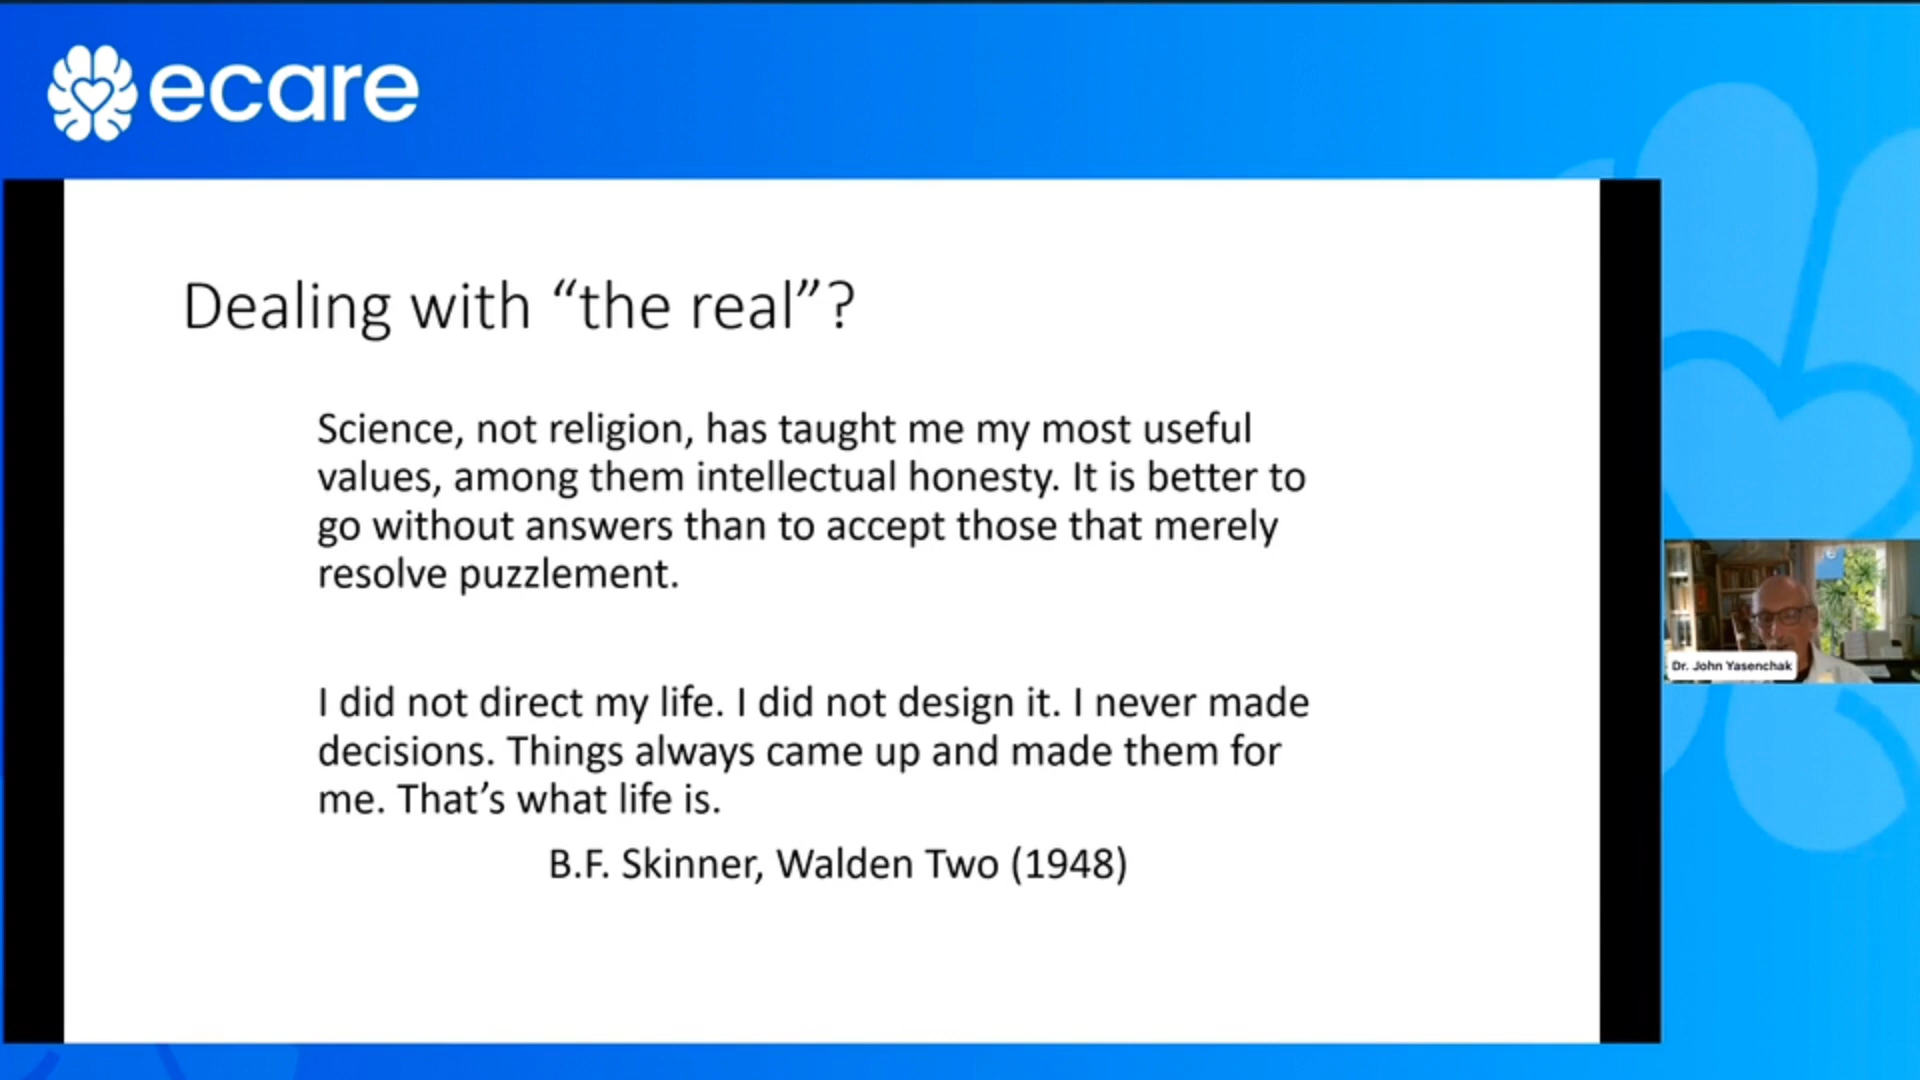 ecare
Dealing with “the real”?
Science, not religion, has taught me my most useful
values, among them intellectual honesty. It is better to
go without answers than to accept those that merely
resolve puzzlement.
I did not direct my life. I did not design it. I never made
decisions. Things always came up and made them for
me. That’s what life is.
B.F. Skinner, Walden Two (1948)
Dr. John Yasenchak